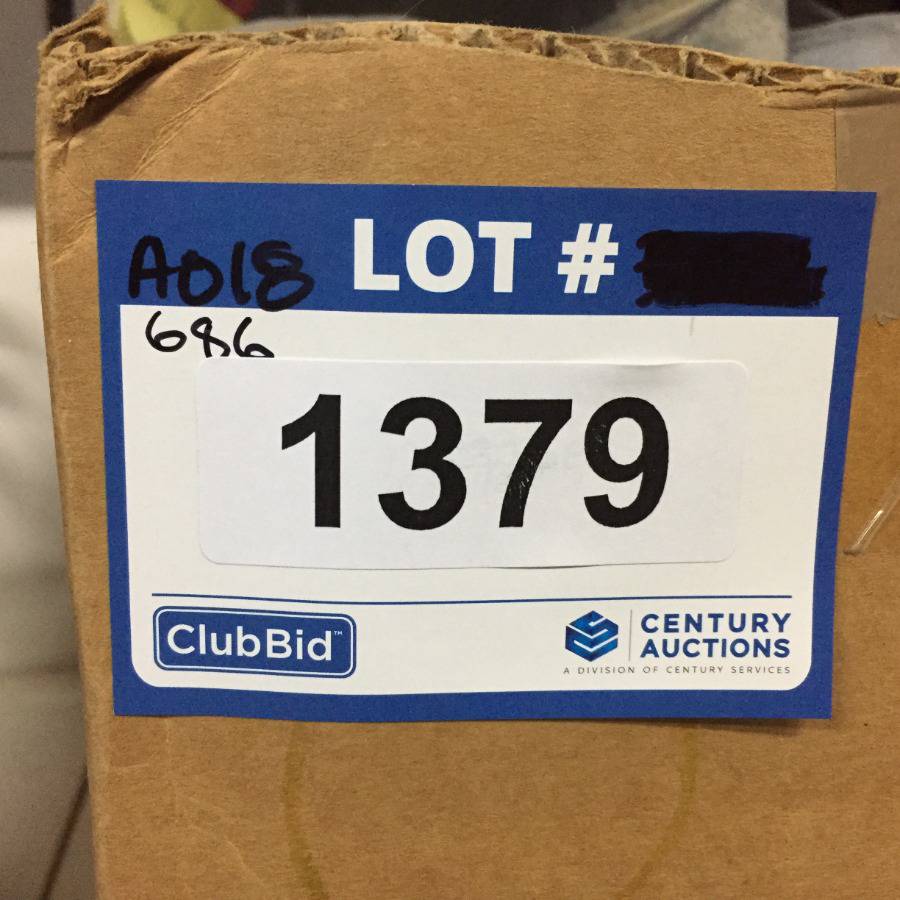 A018 LOT #
686
1379
ClubBid™ CENTURY
AUCTIONS
A DIVISION OF CENTURY SERVICES